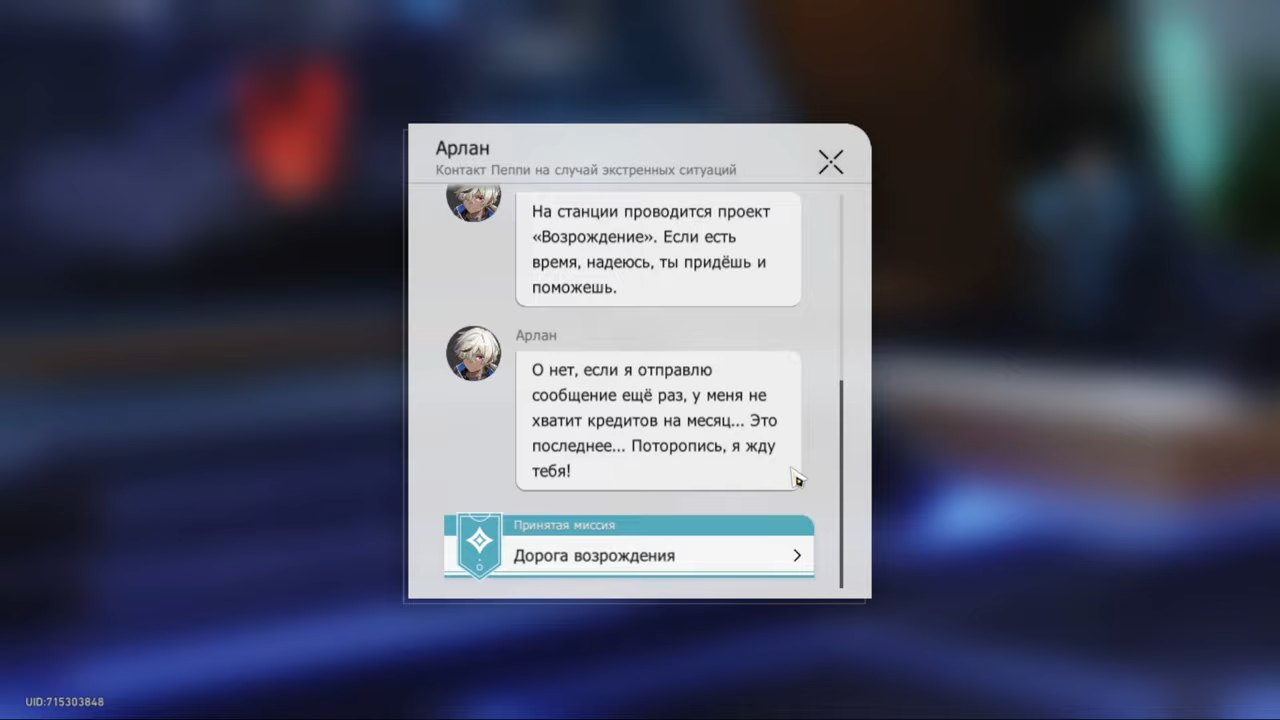 Арлан
Контакт Пеппи на случай экстренных ситуаций
На станции проводится проект
«Возрождение». Если есть
время, надеюсь, ты придёшь и
поможешь.
Арлан
О нет, если я отправлю
сообщение ещё раз, у меня не
хватит кредитов на месяц... Это
последнее... Поторопись, я жду
тебя!
Принятая миссия
Дорога возрождения
UID:715303848